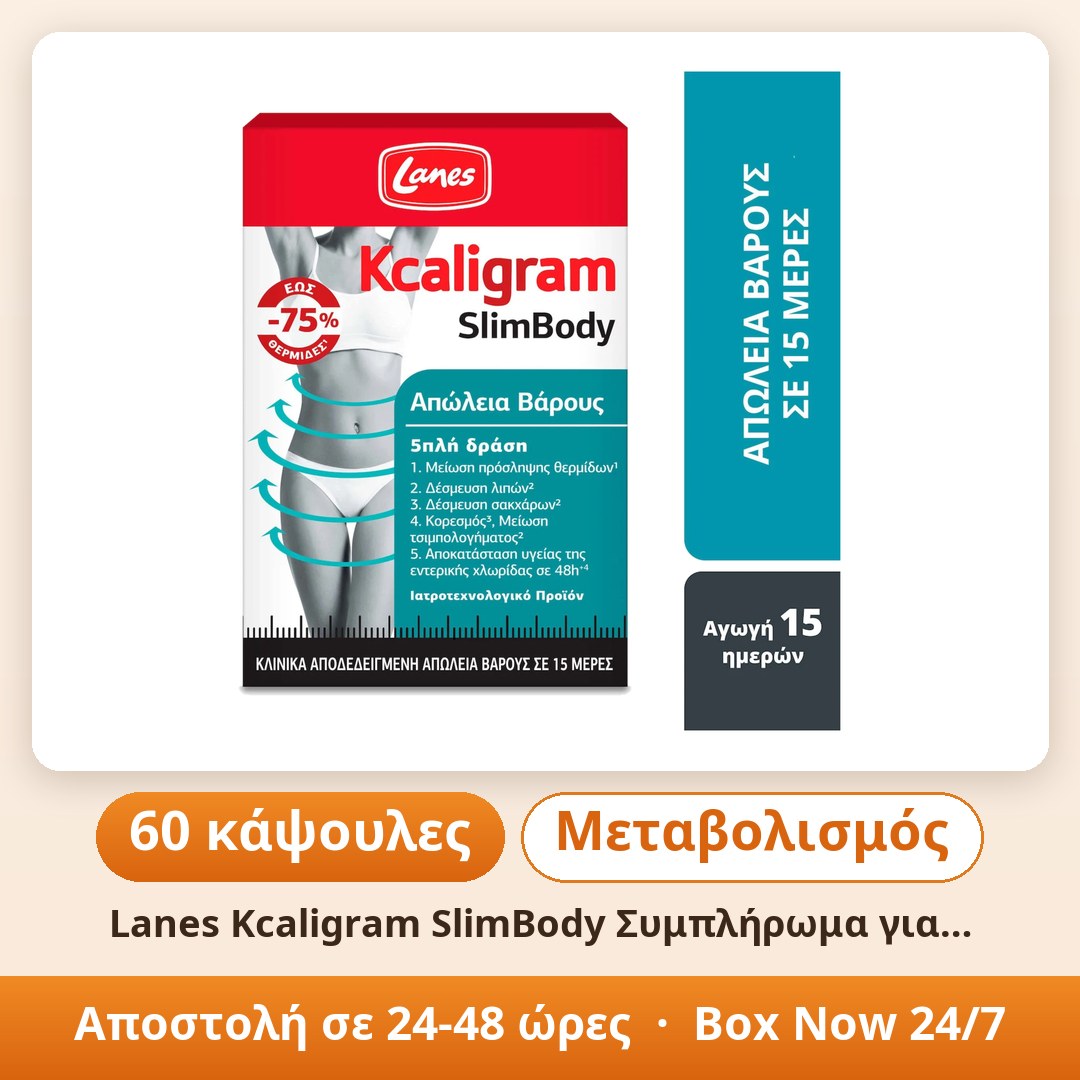 Lanes
Kcaligram
SlimBody
ΕΩΣ
-75%
ΘΕΡΜΙΔΕΣ¹
Απώλεια Βάρους
5πλή δράση
1. Μείωση πρόσληψης θερμίδων¹
2. Δέσμευση λιπών²
3. Δέσμευση σακχάρων²
4. Κορεσμός³, Μείωση
τσιμπολογήματος²
5. Αποκατάσταση υγείας της
εντερικής χλωρίδας σε 48h*⁴
Ιατροτεχνολογικό Προϊόν
ΚΛΙΝΙΚΑ ΑΠΟΔΕΔΕΙΓΜΕΝΗ ΑΠΩΛΕΙΑ ΒΑΡΟΥΣ ΣΕ 15 ΜΕΡΕΣ
ΑΠΩΛΕΙΑ ΒΑΡΟΥΣ
ΣΕ 15 ΜΕΡΕΣ
Αγωγή 15
ημερών
60 κάψουλες
Μεταβολισμός
Lanes Kcaligram SlimBody Συμπλήρωμα για...
Αποστολή σε 24-48 ώρες · Box Now 24/7